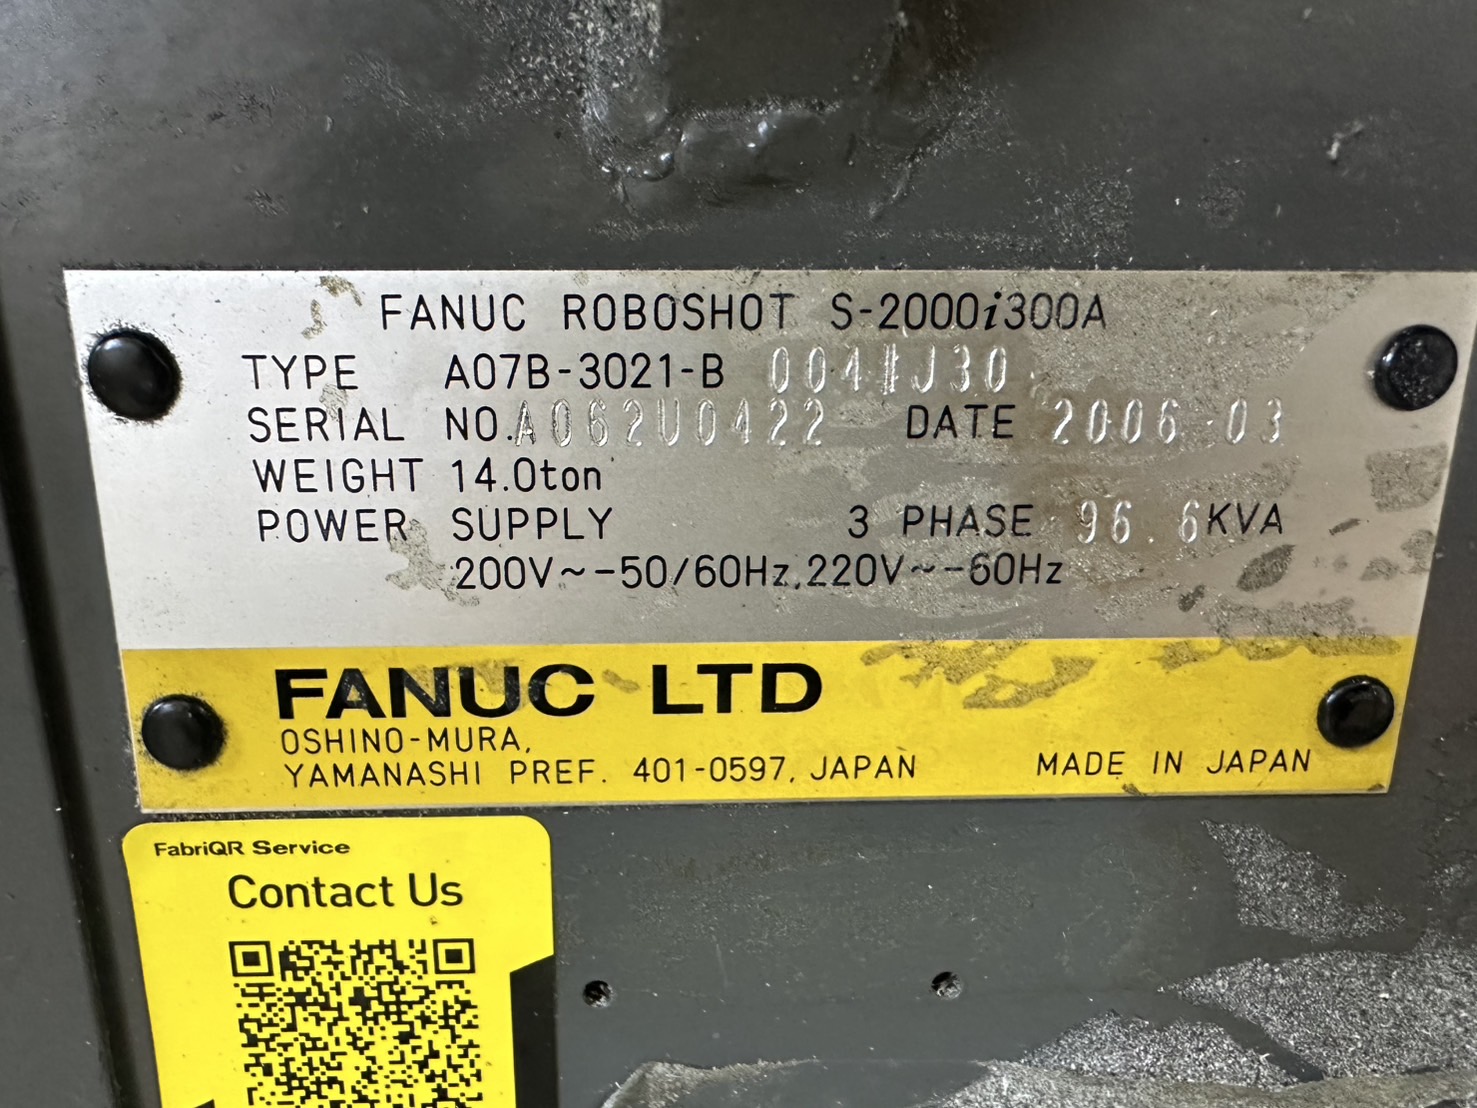 FANUC ROBOSHOT S-2000i300A
TYPE A07B-3021-B 004#J30
SERIAL NO. A062U0422 DATE 2006 03
WEIGHT 14.0ton
POWER SUPPLY 3 PHASE 96.6KVA
200V~-50/60Hz,220V~-60Hz
FANUC LTD
OSHINO-MURA,
YAMANASHI PREF. 401-0597, JAPAN MADE IN JAPAN
FabriQR Service
Contact Us